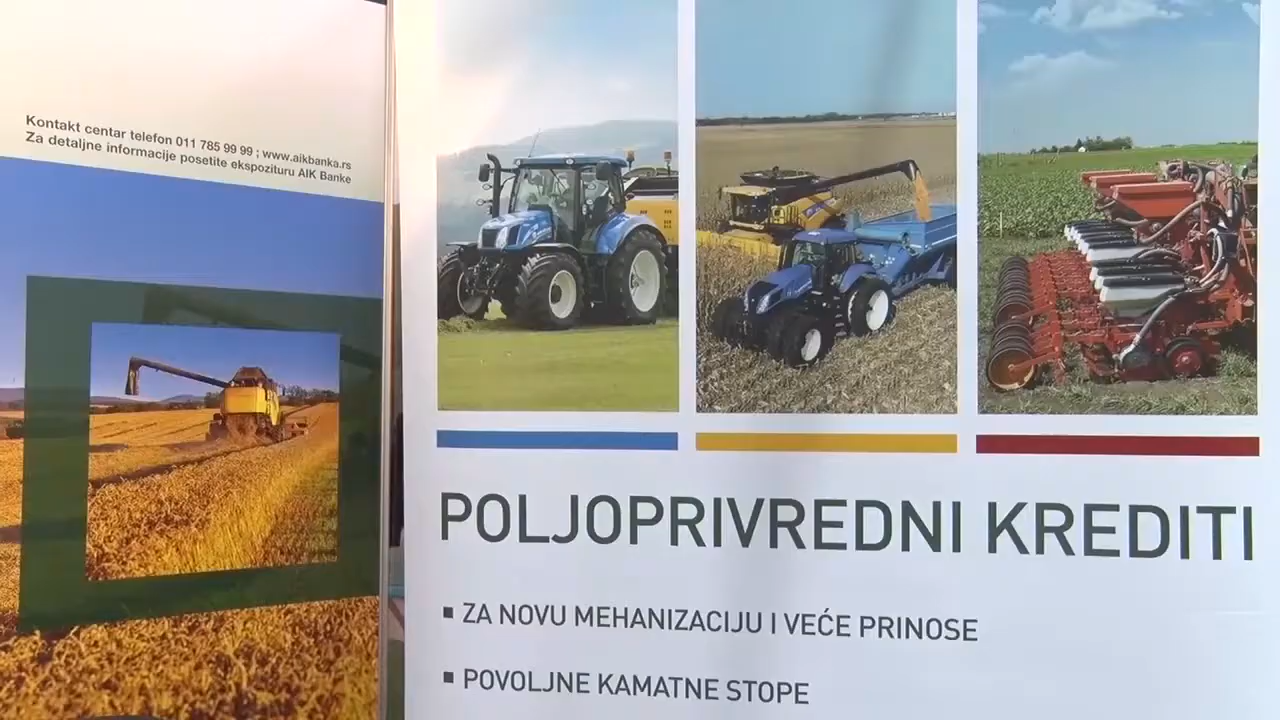 Kontakt centar telefon 011 785 99 99 ; www.aikbanka.rs
Za detaljne informacije posetite ekspozituru AIK Banke
POLJOPRIVREDNI KREDITI
▪ ZA NOVU MEHANIZACIJU I VEĆE PRINOSE
▪ POVOLJNE KAMATNE STOPE